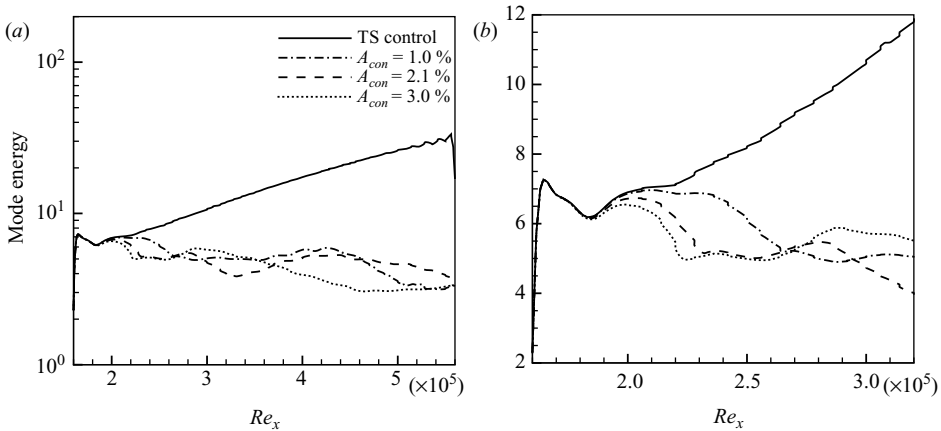 (a)
TS control
A_con = 1.0 %
A_con = 2.1 %
A_con = 3.0 %
Mode energy
10^2
10^1
10^0
2 3 4 5 (×10^5)
Re_x
(b)
12
10
8
6
4
2
2.0 2.5 3.0 (×10^5)
Re_x